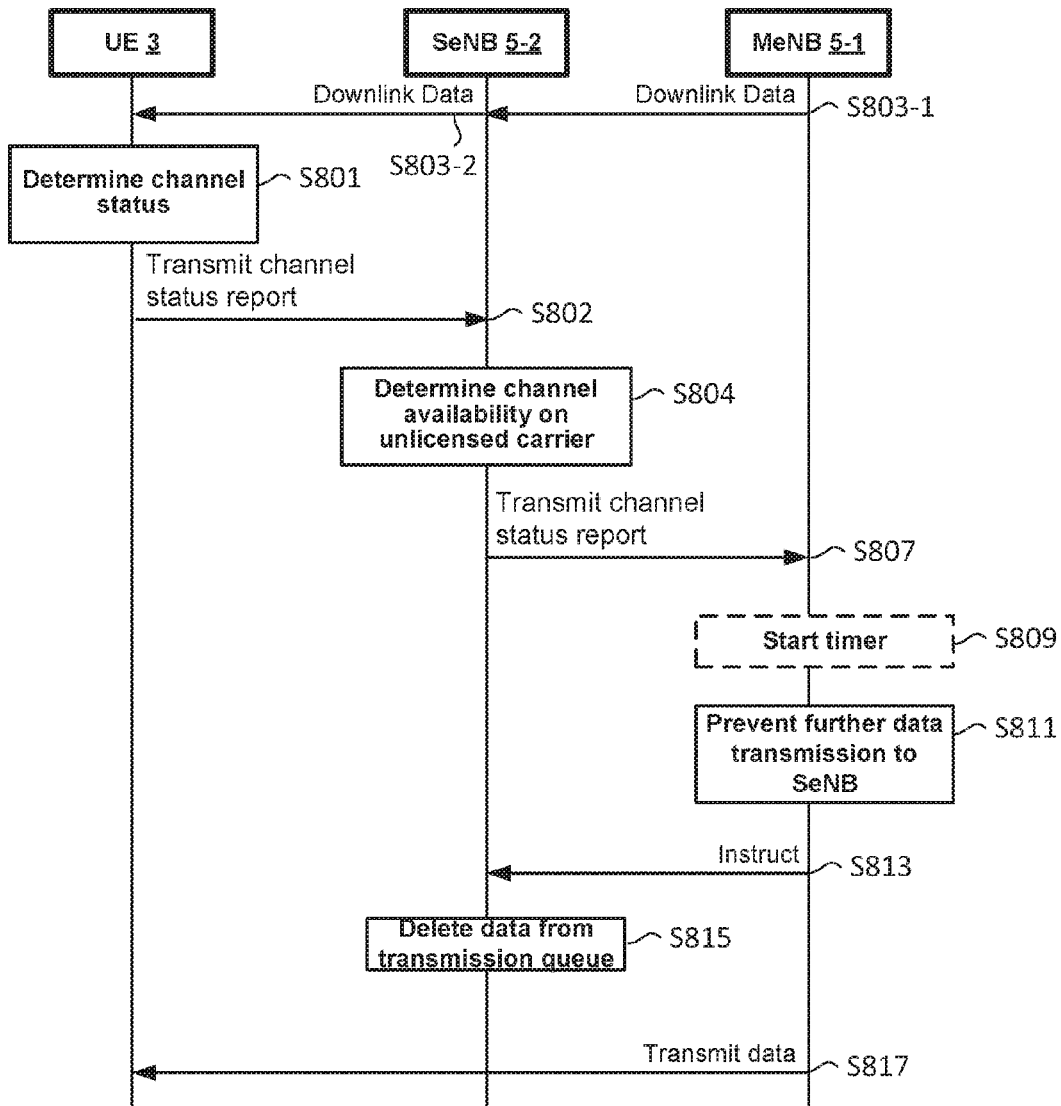 UE 3
SeNB 5-2
MeNB 5-1
Downlink Data
Downlink Data
S803-1
S803-2
Determine channel
status
S801
Transmit channel
status report
S802
Determine channel
availability on
unlicensed carrier
S804
Transmit channel
status report
S807
Start timer
S809
Prevent further data
transmission to
SeNB
S811
Instruct
S813
Delete data from
transmission queue
S815
Transmit data
S817